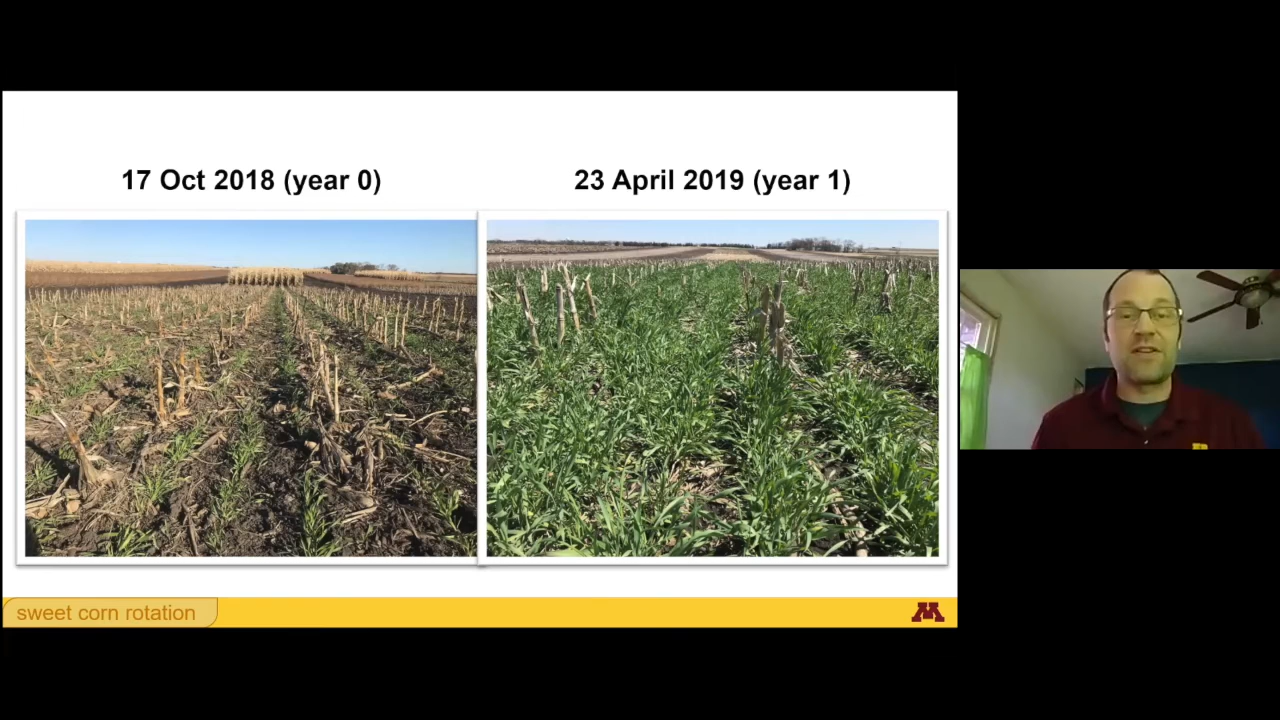 17 Oct 2018 (year 0)
23 April 2019 (year 1)
sweet corn rotation
M